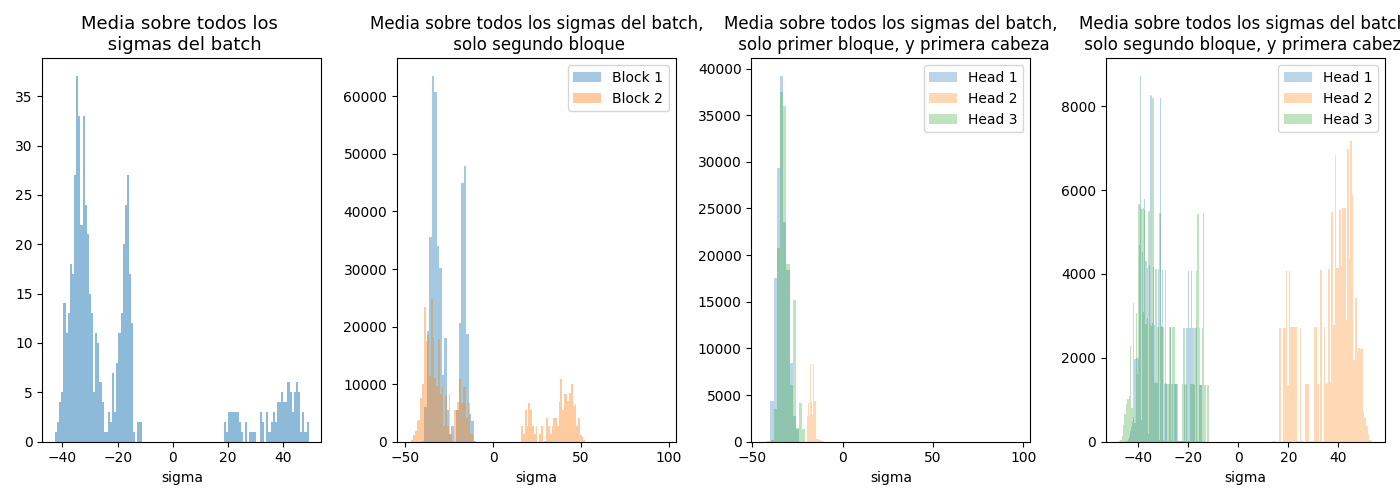 Media sobre todos los
sigmas del batch
35
30
25
20
15
10
5
0
−40
−20
0
20
40
sigma
Media sobre todos los sigmas del batch,
solo segundo bloque
Block 1
Block 2
60000
50000
40000
30000
20000
10000
0
−50
0
50
100
sigma
Media sobre todos los sigmas del batch,
solo primer bloque, y primera cabeza
Head 1
Head 2
Head 3
40000
35000
30000
25000
20000
15000
10000
5000
0
−50
0
50
100
sigma
Media sobre todos los sigmas del batch
solo segundo bloque, y primera cabez
Head 1
Head 2
Head 3
8000
6000
4000
2000
0
−40
−20
0
20
40
sigma